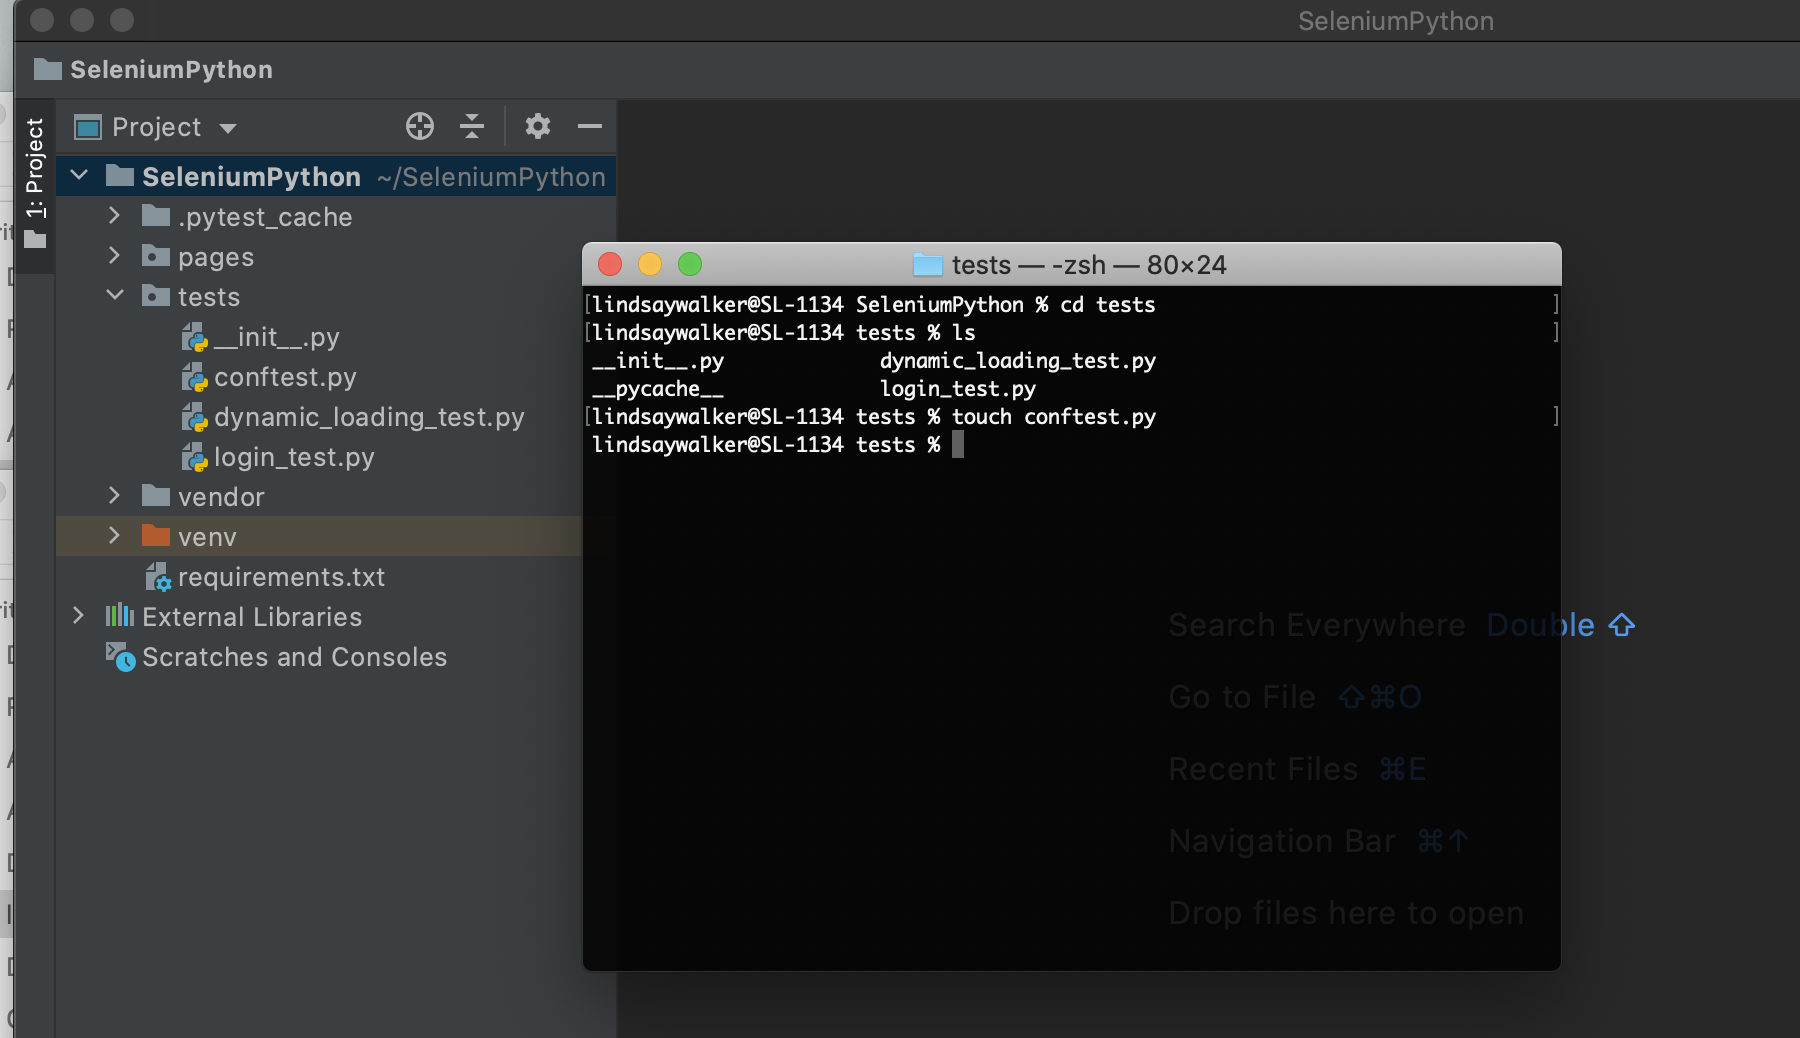 SeleniumPython
SeleniumPython
1: Project
Project
SeleniumPython ~/SeleniumPython
.pytest_cache
pages
tests
__init__.py
conftest.py
dynamic_loading_test.py
login_test.py
vendor
venv
requirements.txt
External Libraries
Scratches and Consoles
tests — -zsh — 80×24
[lindsaywalker@SL-1134 SeleniumPython % cd tests ]
[lindsaywalker@SL-1134 tests % ls ]
__init__.py dynamic_loading_test.py
__pycache__ login_test.py
[lindsaywalker@SL-1134 tests % touch conftest.py ]
lindsaywalker@SL-1134 tests %
Search Everywhere Double ⇧
Go to File ⇧⌘O
Recent Files ⌘E
Navigation Bar ⌘↑
Drop files here to open